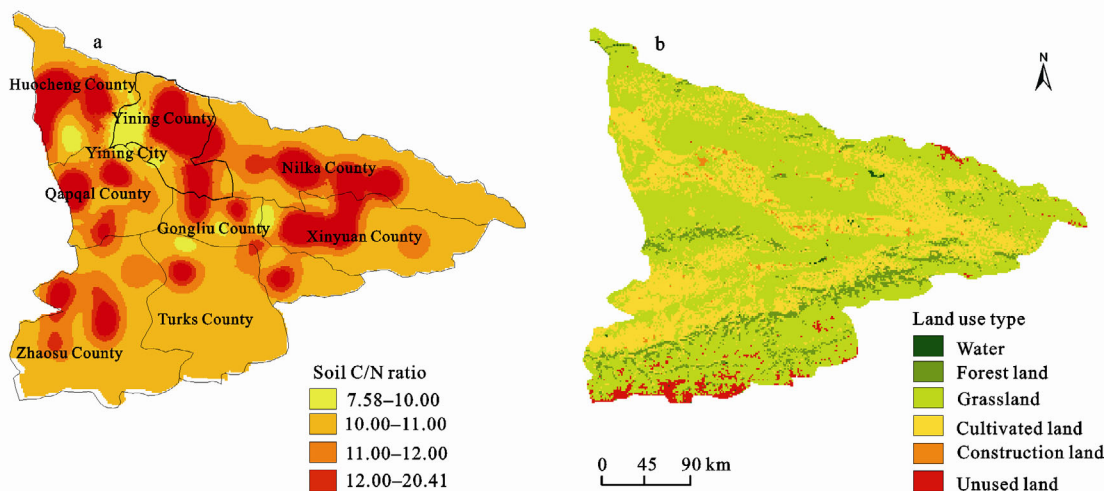 a
Huocheng County
Yining County
Yining City
Nilka County
Qapqal County
Gongliu County
Xinyuan County
Turks County
Zhaosu County
Soil C/N ratio
7.58–10.00
10.00–11.00
11.00–12.00
12.00–20.41
b
N
Land use type
Water
Forest land
Grassland
Cultivated land
Construction land
Unused land
0 45 90 km